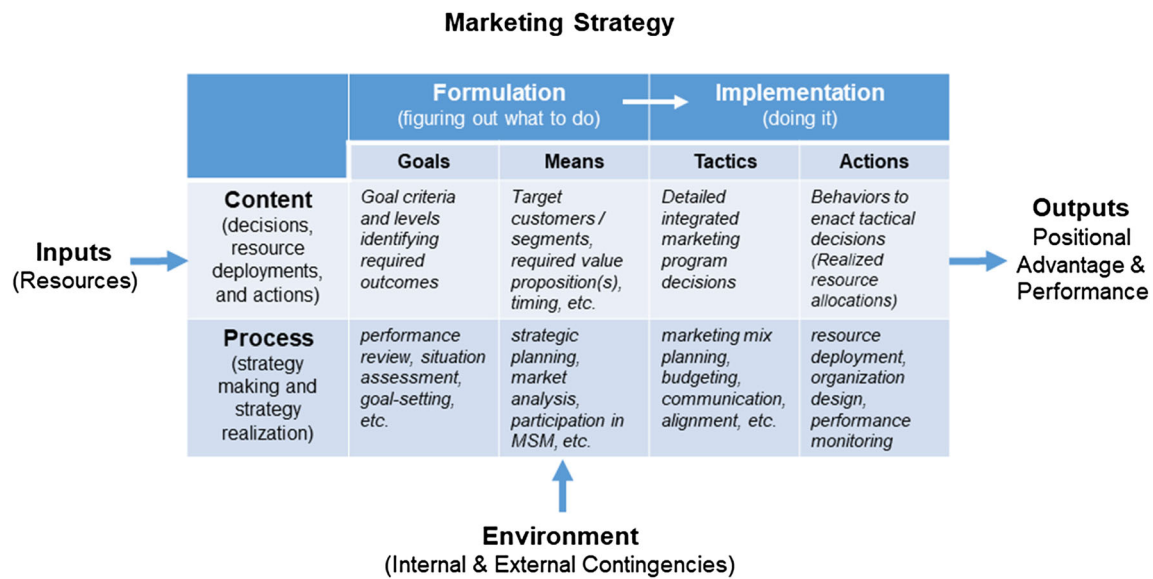 Marketing Strategy
Formulation
(figuring out what to do)
Implementation
(doing it)
Goals
Means
Tactics
Actions
Inputs
(Resources)
Content
(decisions,
resource
deployments,
and actions)
Goal criteria
and levels
identifying
required
outcomes
Target
customers /
segments,
required value
proposition(s),
timing, etc.
Detailed
integrated
marketing
program
decisions
Behaviors to
enact tactical
decisions
(Realized
resource
allocations)
Outputs
Positional
Advantage &
Performance
Process
(strategy
making and
strategy
realization)
performance
review, situation
assessment,
goal-setting,
etc.
strategic
planning,
market
analysis,
participation in
MSM, etc.
marketing mix
planning,
budgeting,
communication,
alignment, etc.
resource
deployment,
organization
design,
performance
monitoring
Environment
(Internal & External Contingencies)